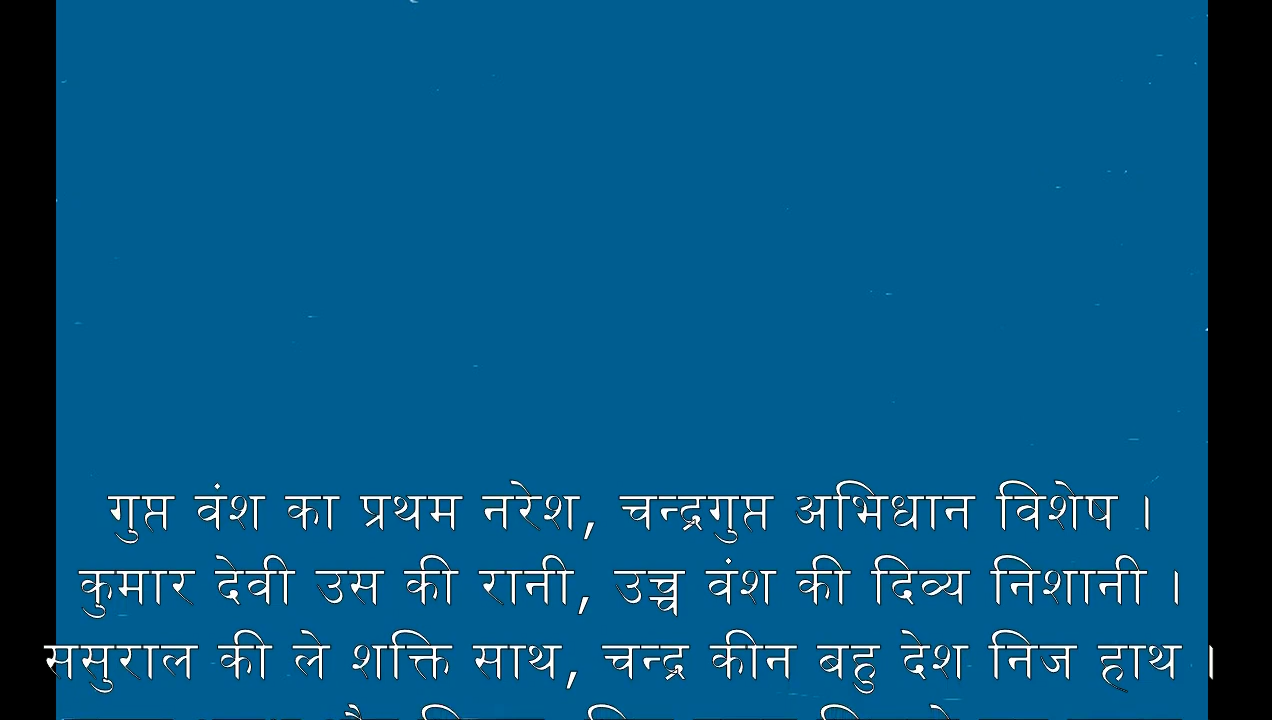 गुप्त वंश का प्रथम नरेश, चन्द्रगुप्त अभिधान विशेष ।
कुमार देवी उस की रानी, उच्च वंश की दिव्य निशानी ।
ससुराल की ले शक्ति साथ, चन्द्र कीन बहु देश निज हाथ ।